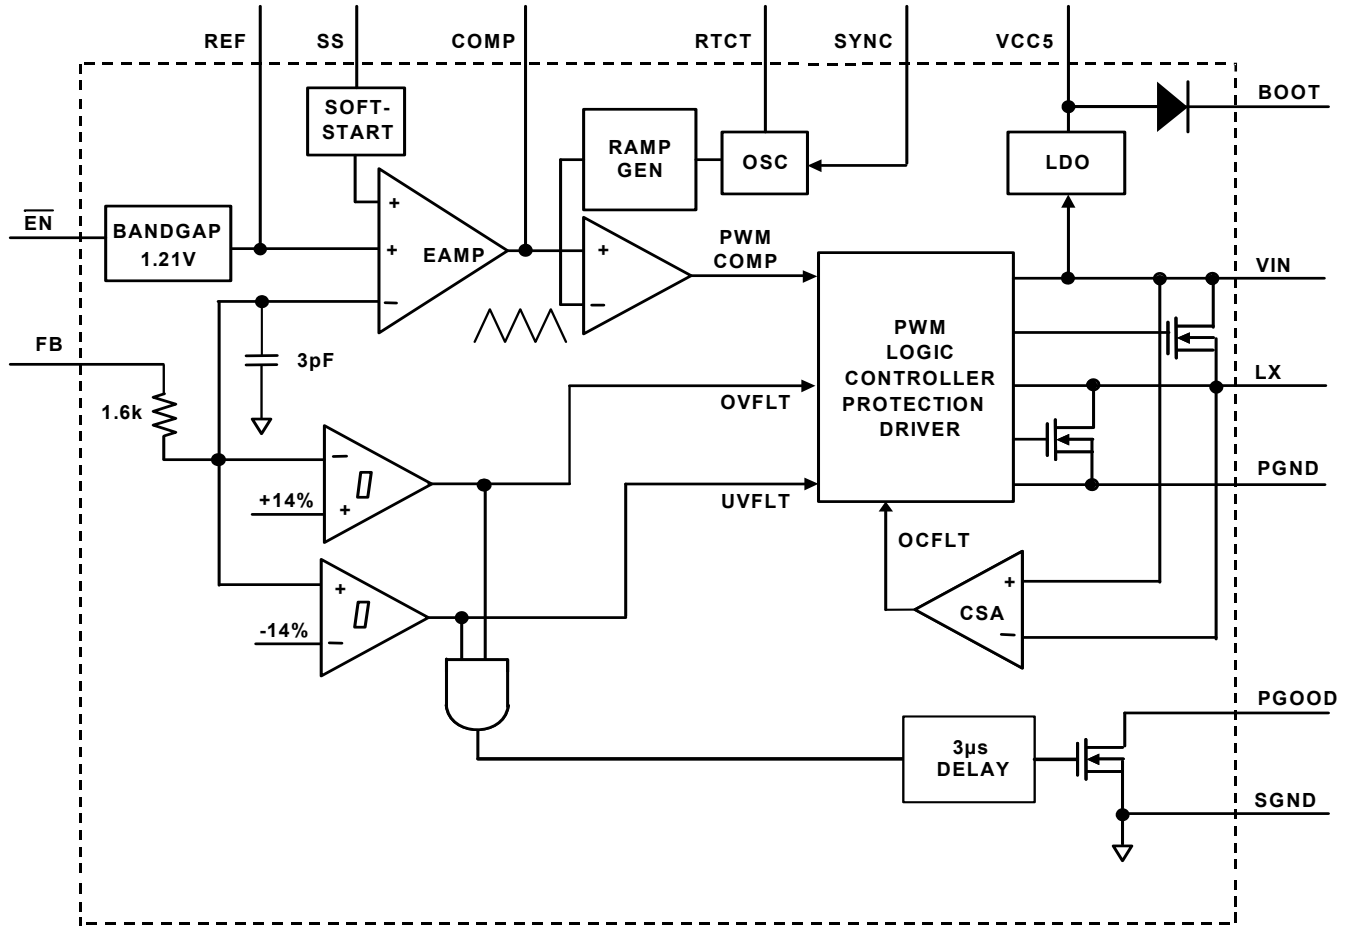 REF
SS
COMP
RTCT
SYNC
VCC5
BOOT
SOFT-
START
RAMP
GEN
OSC
LDO
EN
BANDGAP
1.21V
+
+
EAMP
−
+
−
PWM
COMP
VIN
FB
3pF
1.6k
PWM
LOGIC
CONTROLLER
PROTECTION
DRIVER
LX
OVFLT
−
+14%
+
UVFLT
PGND
OCFLT
+
CSA
−
+
-14%
−
PGOOD
3µs
DELAY
SGND